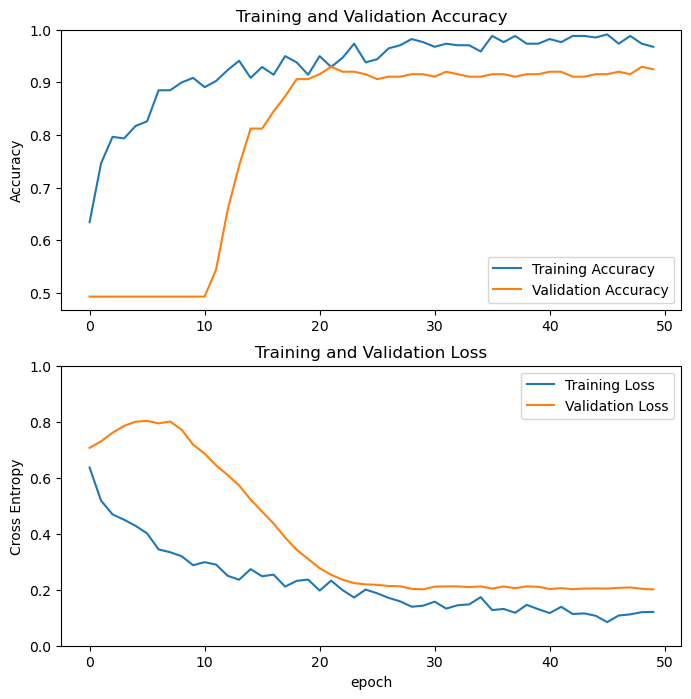 Training and Validation Accuracy
1.0
0.9
0.8
0.7
0.6
0.5
Accuracy
Training Accuracy
Validation Accuracy
0 10 20 30 40 50
Training and Validation Loss
1.0
0.8
0.6
0.4
0.2
0.0
Cross Entropy
Training Loss
Validation Loss
0 10 20 30 40 50
epoch